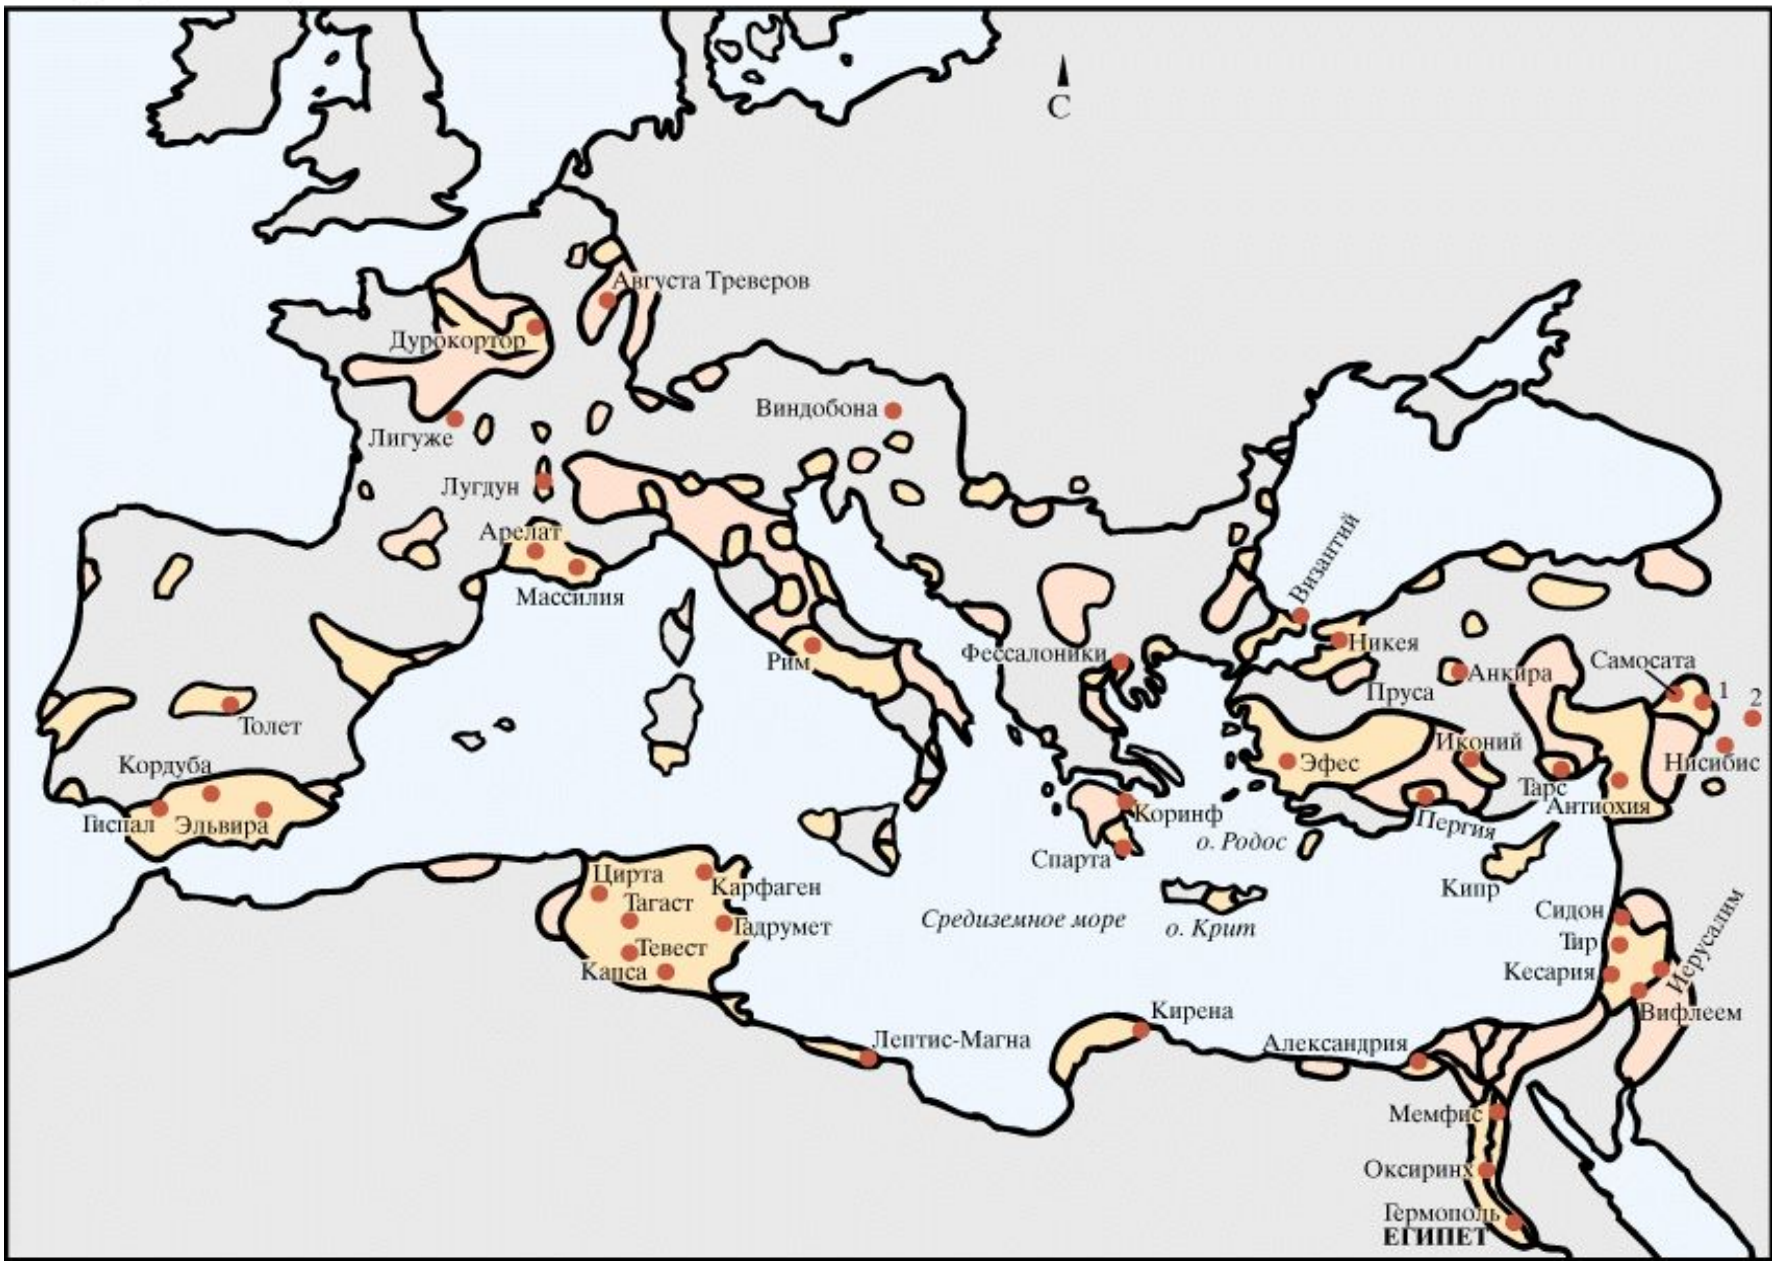 С
Августа Треверов
Дурокортор
Виндобона
Лигуже
Лугдун
Арелат
Массилия
Византий
Никея
Рим
Фессалоники
Анкира
Самосата
1
2
Пруса
Толет
Иконий
Кордуба
Эфес
Нисибис
Тарс
Антиохия
Гиспал
Эльвира
Коринф
Пергия
о. Родос
Спарта
Цирта
Карфаген
Кипр
Тагаст
Сидон
Средиземное море
о. Крит
Гадрумет
Тир
Иерусалим
Тевест
Капса
Кесария
Кирена
Вифлеем
Лептис-Магна
Александрия
Мемфис
Оксиринх
Гермополь
ЕГИПЕТ